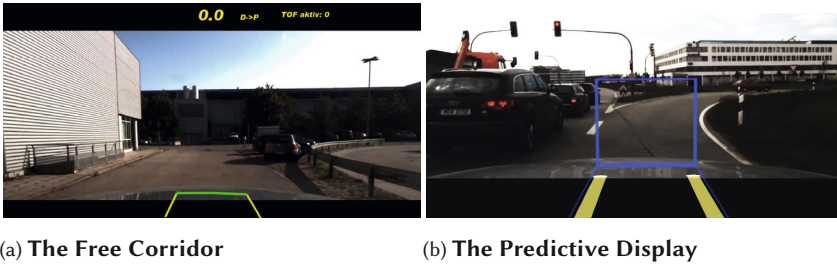 0.0 D->P TOF aktiv: 0
(a) The Free Corridor
(b) The Predictive Display